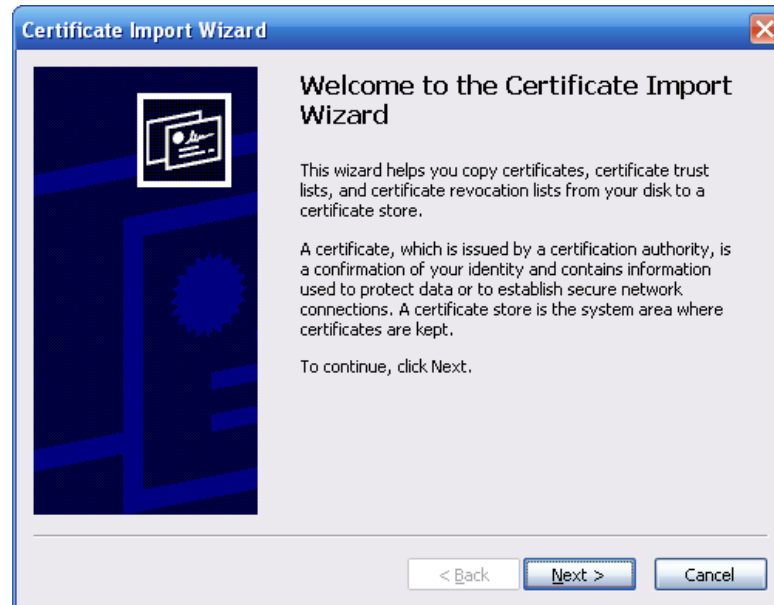 Certificate Import Wizard
Welcome to the Certificate Import
Wizard
This wizard helps you copy certificates, certificate trust
lists, and certificate revocation lists from your disk to a
certificate store.
A certificate, which is issued by a certification authority, is
a confirmation of your identity and contains information
used to protect data or to establish secure network
connections. A certificate store is the system area where
certificates are kept.
To continue, click Next.
< Back Next > Cancel